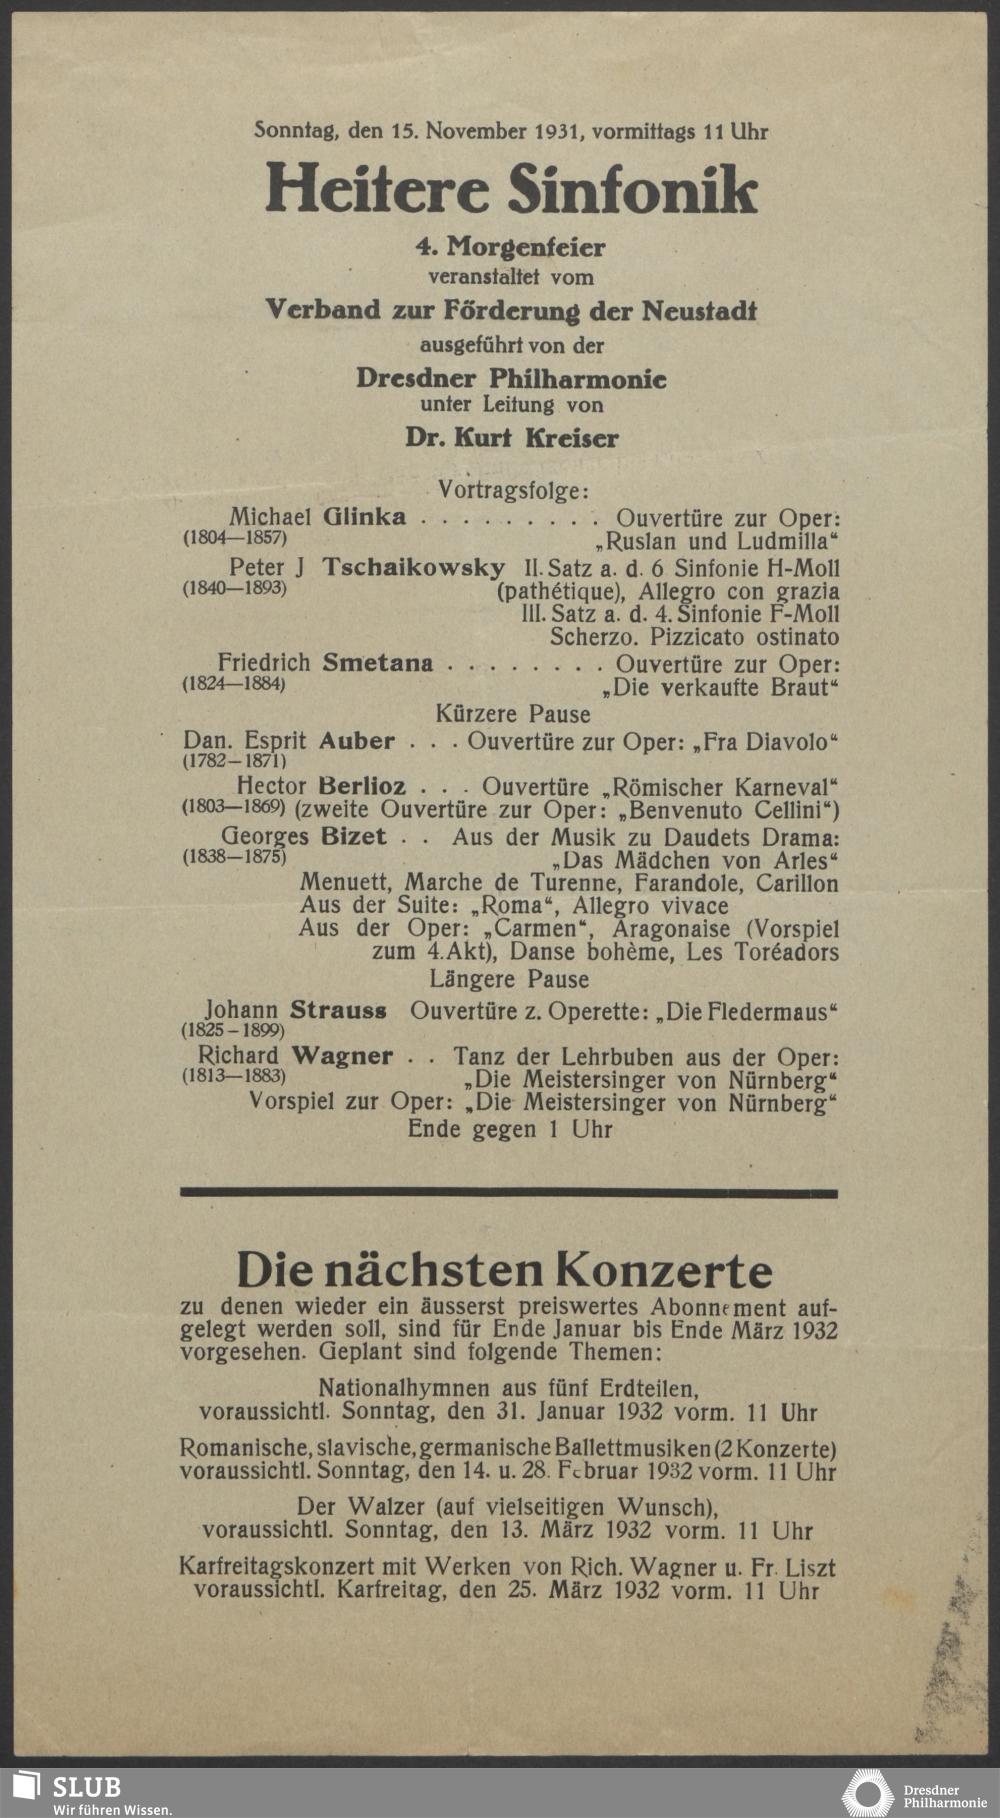 Sonntag, den 15. November 1931, vormittags 11 Uhr
Heitere Sinfonik
4. Morgenfeier
veranstaltet vom
Verband zur Förderung der Neustadt
ausgeführt von der
Dresdner Philharmonie
unter Leitung von
Dr. Kurt Kreiser
Vortragsfolge:
Michael Glinka . . . . . . . . . Ouvertüre zur Oper:
(1804—1857) „Ruslan und Ludmilla“
Peter J Tschaikowsky II. Satz a. d. 6 Sinfonie H-Moll
(1840—1893) (pathétique), Allegro con grazia
III. Satz a. d. 4. Sinfonie F-Moll
Scherzo. Pizzicato ostinato
Friedrich Smetana . . . . . . . . Ouvertüre zur Oper:
(1824—1884) „Die verkaufte Braut“
Kürzere Pause
Dan. Esprit Auber . . . Ouvertüre zur Oper: „Fra Diavolo“
(1782—1871)
Hector Berlioz . . . Ouvertüre „Römischer Karneval“
(1803—1869) (zweite Ouvertüre zur Oper: „Benvenuto Cellini“)
Georges Bizet . . Aus der Musik zu Daudets Drama:
(1838—1875) „Das Mädchen von Arles“
Menuett, Marche de Turenne, Farandole, Carillon
Aus der Suite: „Roma“, Allegro vivace
Aus der Oper: „Carmen“, Aragonaise (Vorspiel
zum 4. Akt), Danse bohème, Les Toréadors
Längere Pause
Johann Strauss Ouvertüre z. Operette: „Die Fledermaus“
(1825–1899)
Richard Wagner . . Tanz der Lehrbuben aus der Oper:
(1813—1883) „Die Meistersinger von Nürnberg“
Vorspiel zur Oper: „Die Meistersinger von Nürnberg“
Ende gegen 1 Uhr
Die nächsten Konzerte
zu denen wieder ein äusserst preiswertes Abonnement auf-
gelegt werden soll, sind für Ende Januar bis Ende März 1932
vorgesehen. Geplant sind folgende Themen:
Nationalhymnen aus fünf Erdteilen,
voraussichtl. Sonntag, den 31. Januar 1932 vorm. 11 Uhr
Romanische, slavische, germanische Ballettmusiken (2 Konzerte)
voraussichtl. Sonntag, den 14. u. 28. Februar 1932 vorm. 11 Uhr
Der Walzer (auf vielseitigen Wunsch),
voraussichtl. Sonntag, den 13. März 1932 vorm. 11 Uhr
Karfreitagskonzert mit Werken von Rich. Wagner u. Fr. Liszt
voraussichtl. Karfreitag, den 25. März 1932 vorm. 11 Uhr
SLUB
Wir führen Wissen.
Dresdner
Philharmonie